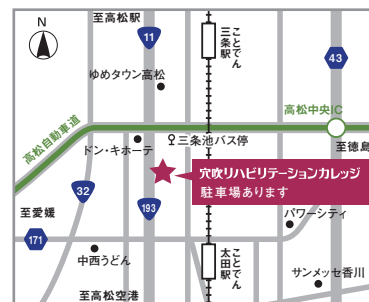 N
至高松駅
11
ことでん
三条駅
43
ゆめタウン高松
高松中央IC
高松自動車道
三条池バス停
至徳島
ドン・キホーテ
穴吹リハビリテーションカレッジ
駐車場あります
32
193
至愛媛
パワーシティ
171
中西うどん
ことでん
太田駅
サンメッセ香川
至高松空港